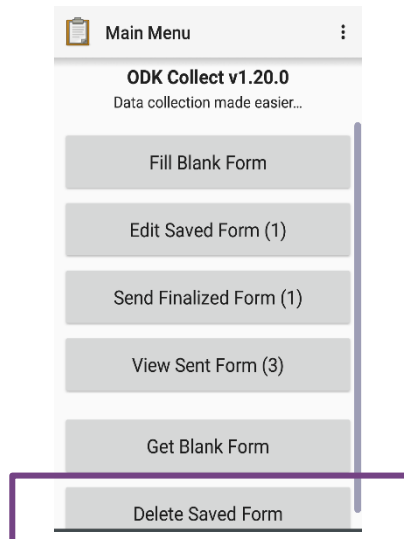 Main Menu
ODK Collect v1.20.0
Data collection made easier...
Fill Blank Form
Edit Saved Form (1)
Send Finalized Form (1)
View Sent Form (3)
Get Blank Form
Delete Saved Form